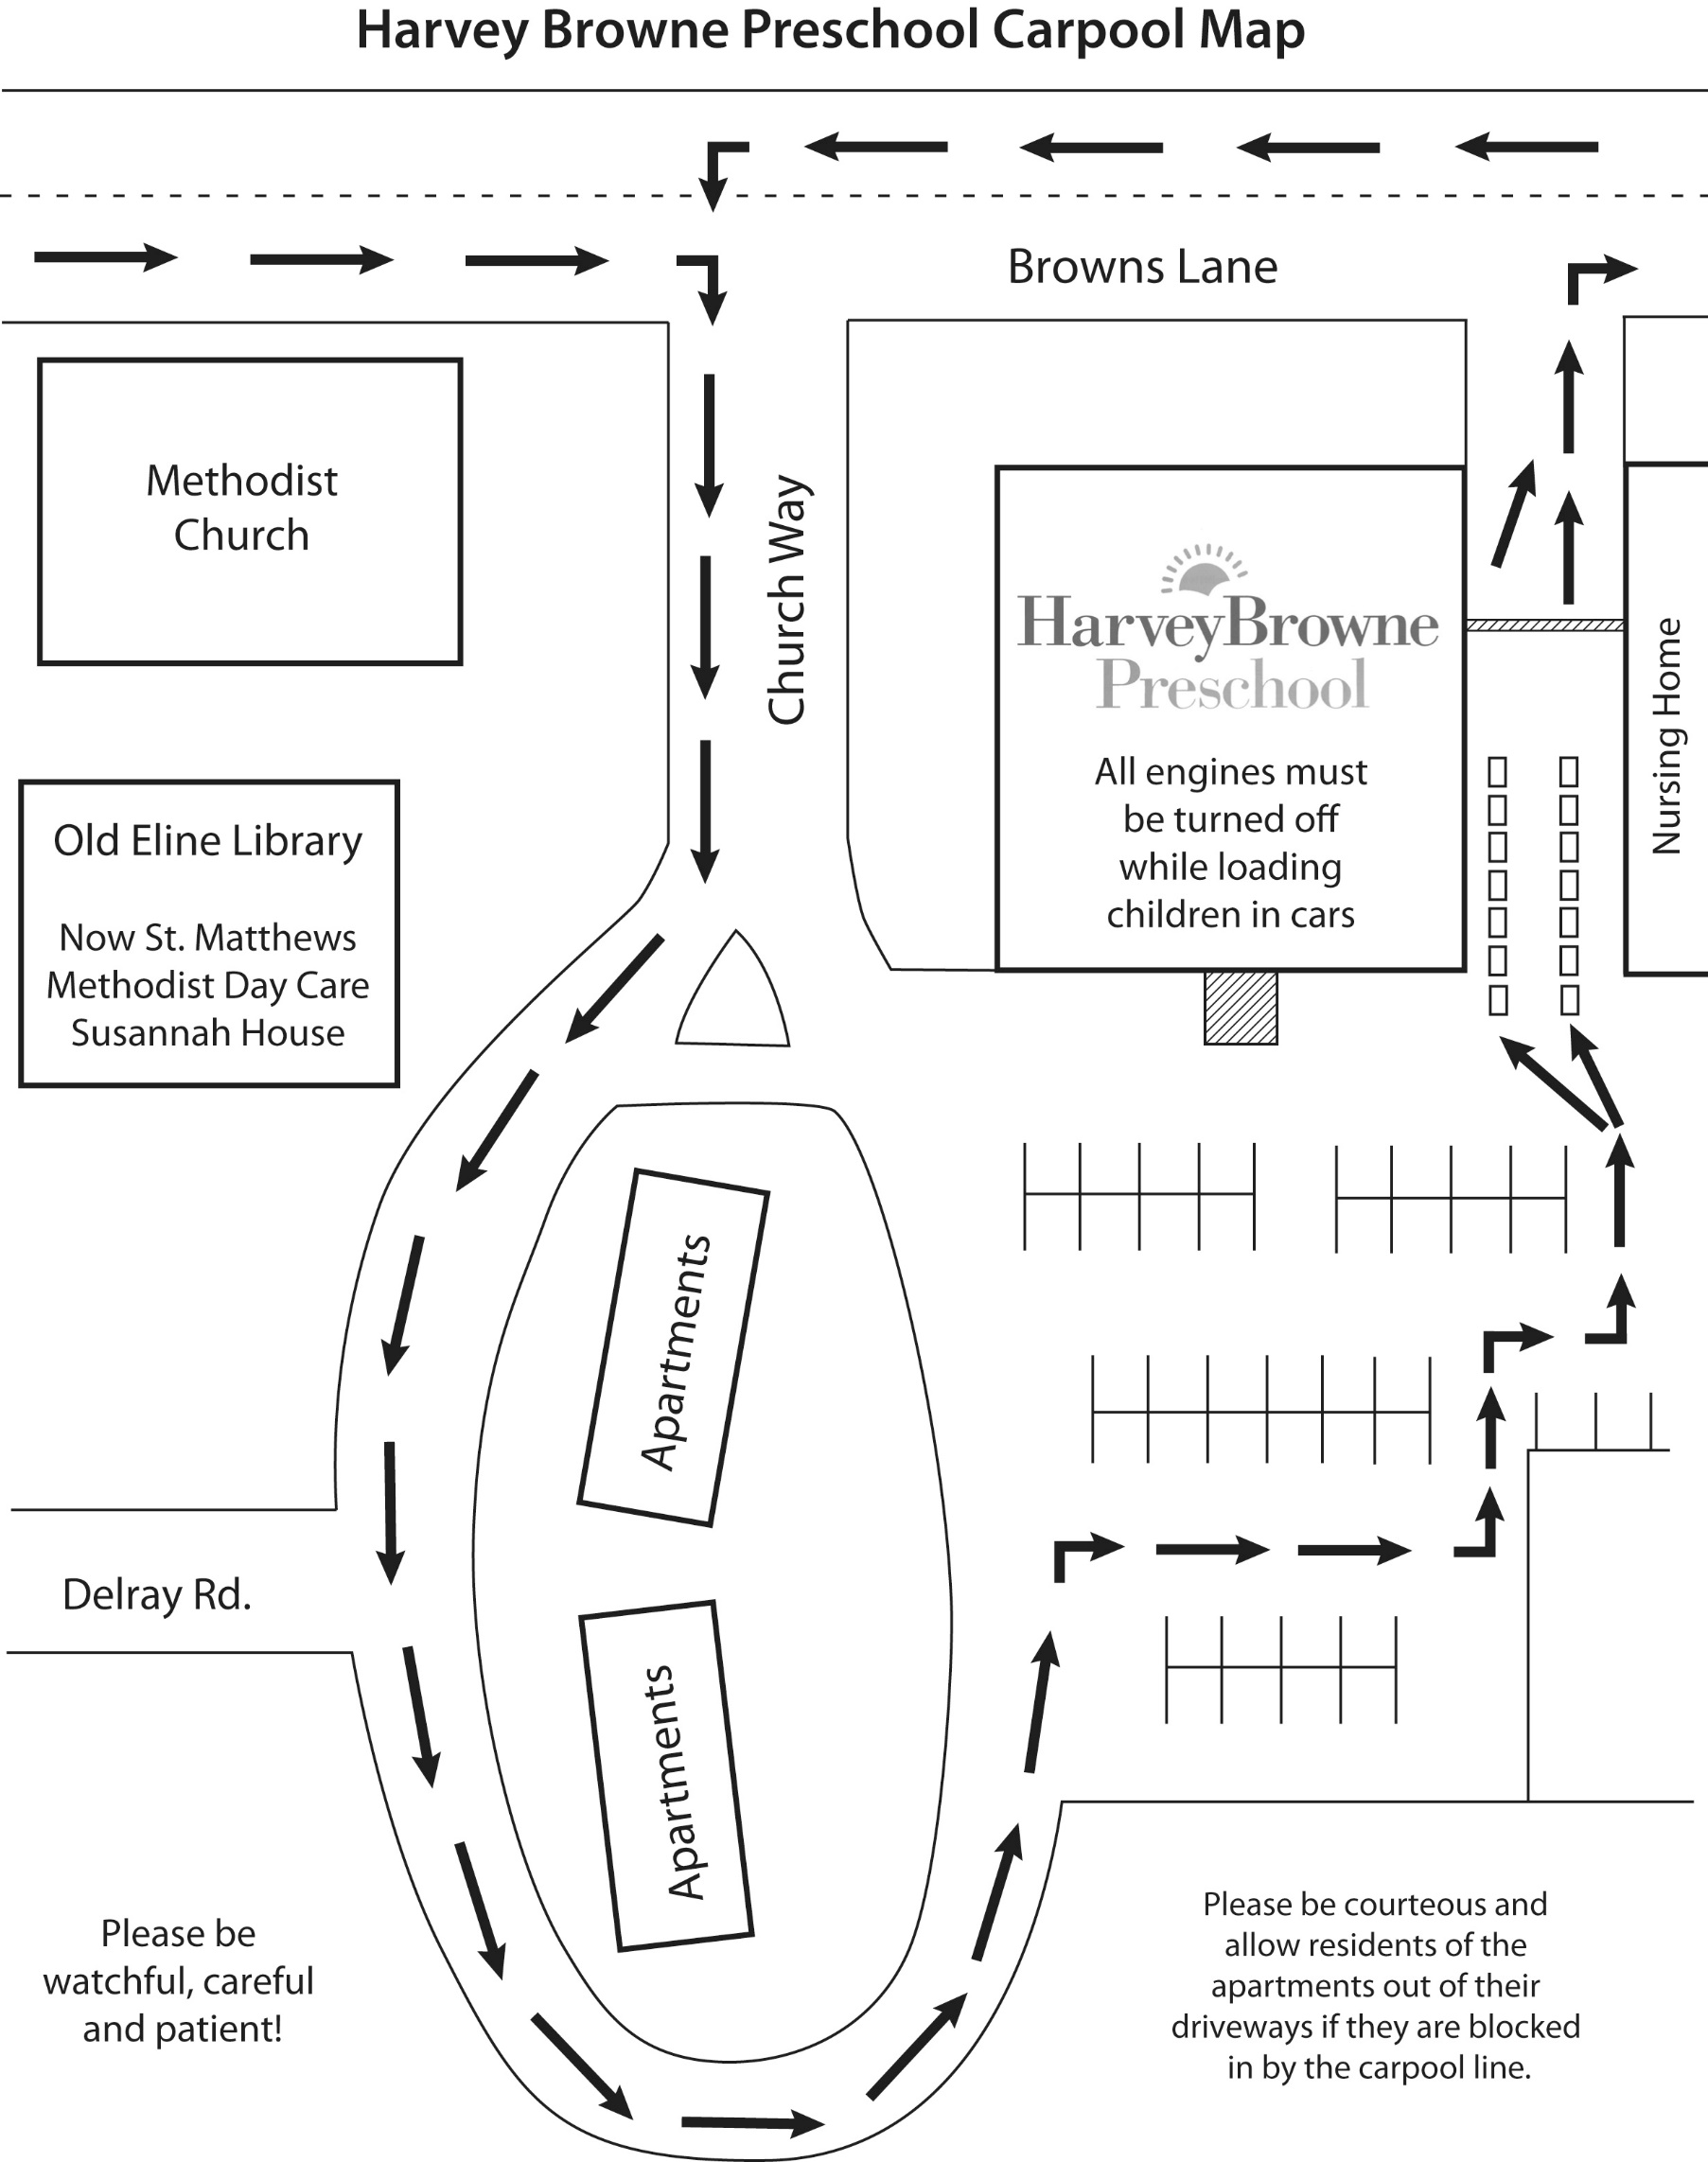 Harvey Browne Preschool Carpool Map
Browns Lane
Methodist
Church
Church Way
HarveyBrowne
Preschool
All engines must
be turned off
while loading
children in cars
Nursing Home
Old Eline Library
Now St. Matthews
Methodist Day Care
Susannah House
Apartments
Delray Rd.
Apartments
Please be
watchful, careful
and patient!
Please be courteous and
allow residents of the
apartments out of their
driveways if they are blocked
in by the carpool line.